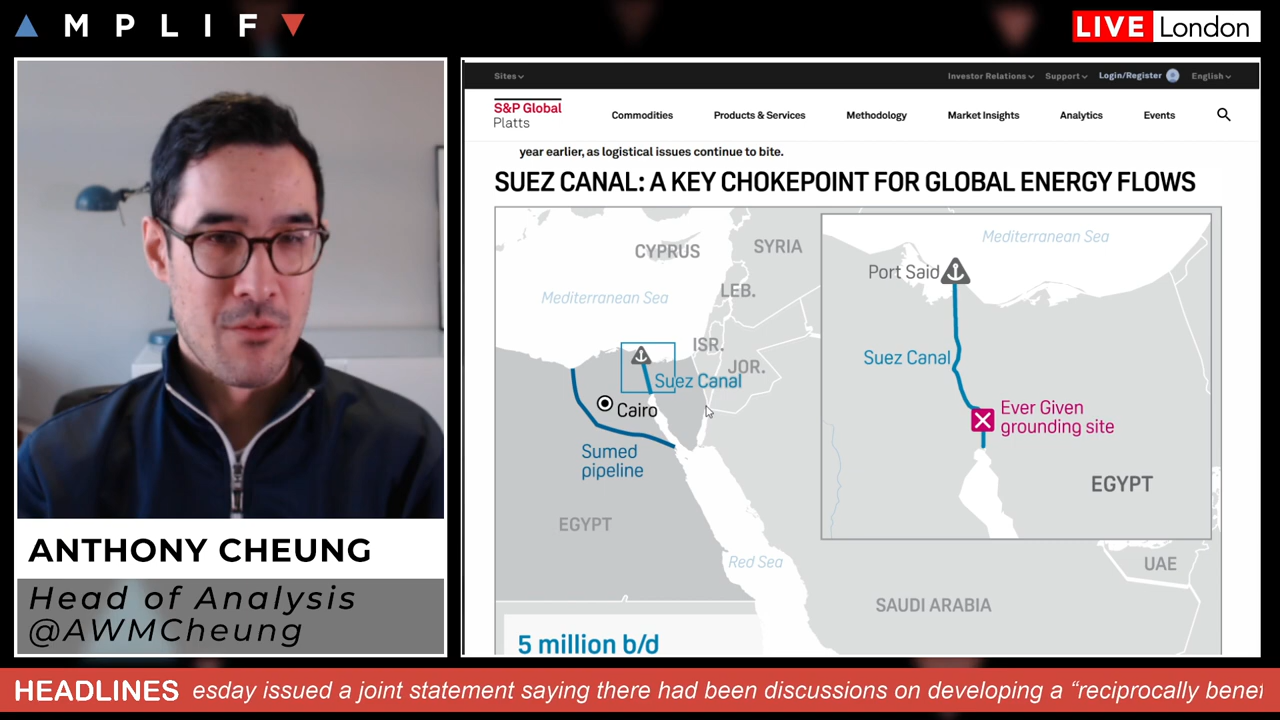 AMPLIFY
LIVE London
Sites
Investor Relations Support Login/Register English
S&P Global
Platts
Commodities Products & Services Methodology Market Insights Analytics Events
year earlier, as logistical issues continue to bite.
SUEZ CANAL: A KEY CHOKEPOINT FOR GLOBAL ENERGY FLOWS
CYPRUS
SYRIA
Mediterranean Sea
LEB.
ISR.
JOR.
Suez Canal
Cairo
Sumed
pipeline
EGYPT
Red Sea
SAUDI ARABIA
UAE
5 million b/d
Mediterranean Sea
Port Said
Suez Canal
Ever Given
grounding site
EGYPT
ANTHONY CHEUNG
Head of Analysis
@AWMCheung
HEADLINES esday issued a joint statement saying there had been discussions on developing a “reciprocally benef